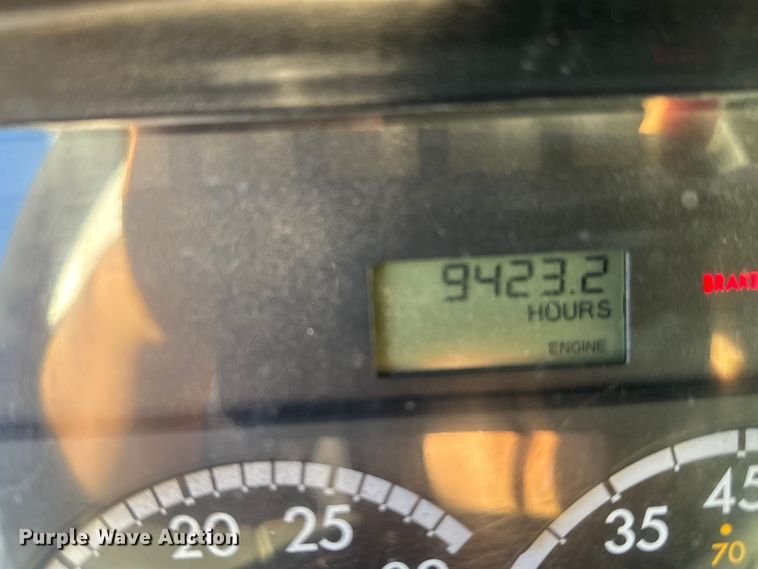 9423.2
HOURS
BRAKE
ENGINE
20
25
35
45
70
Purple Wave Auction